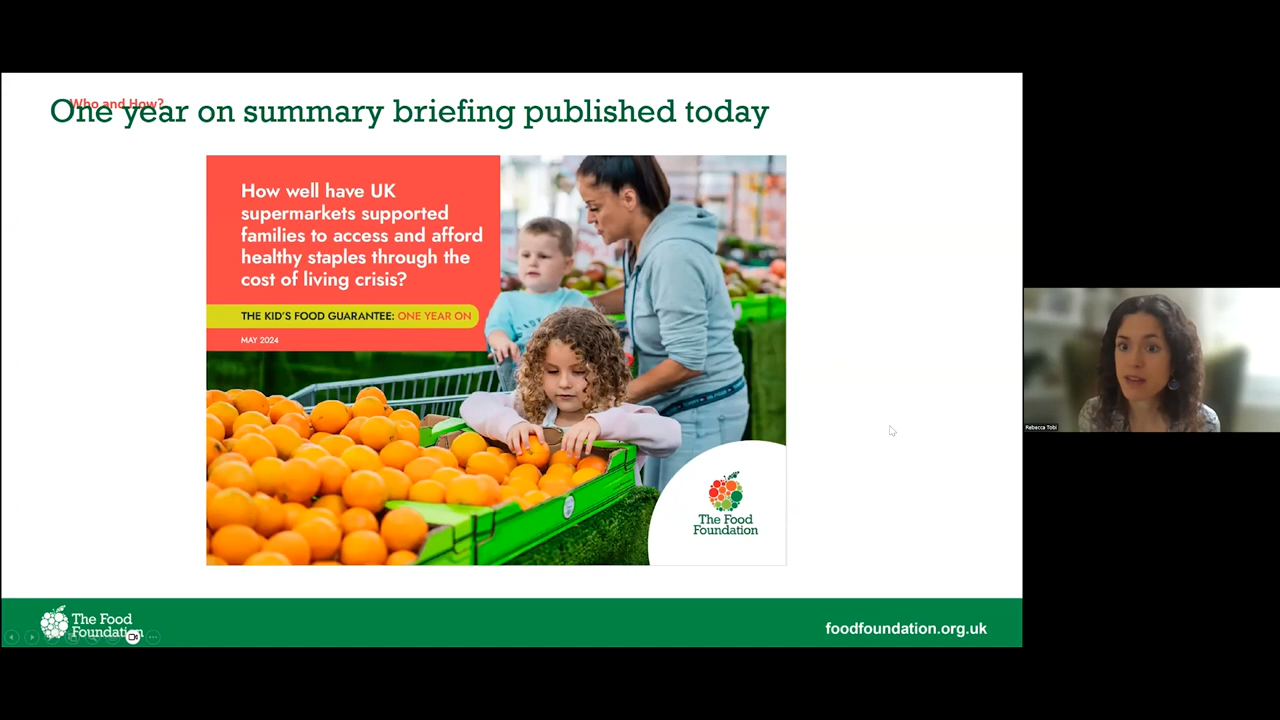 Who and How?
One year on summary briefing published today
How well have UK
supermarkets supported
families to access and afford
healthy staples through the
cost of living crisis?
THE KID'S FOOD GUARANTEE: ONE YEAR ON
MAY 2024
The Food
Foundation
Rebecca Tobi
The Food
Foundation
foodfoundation.org.uk